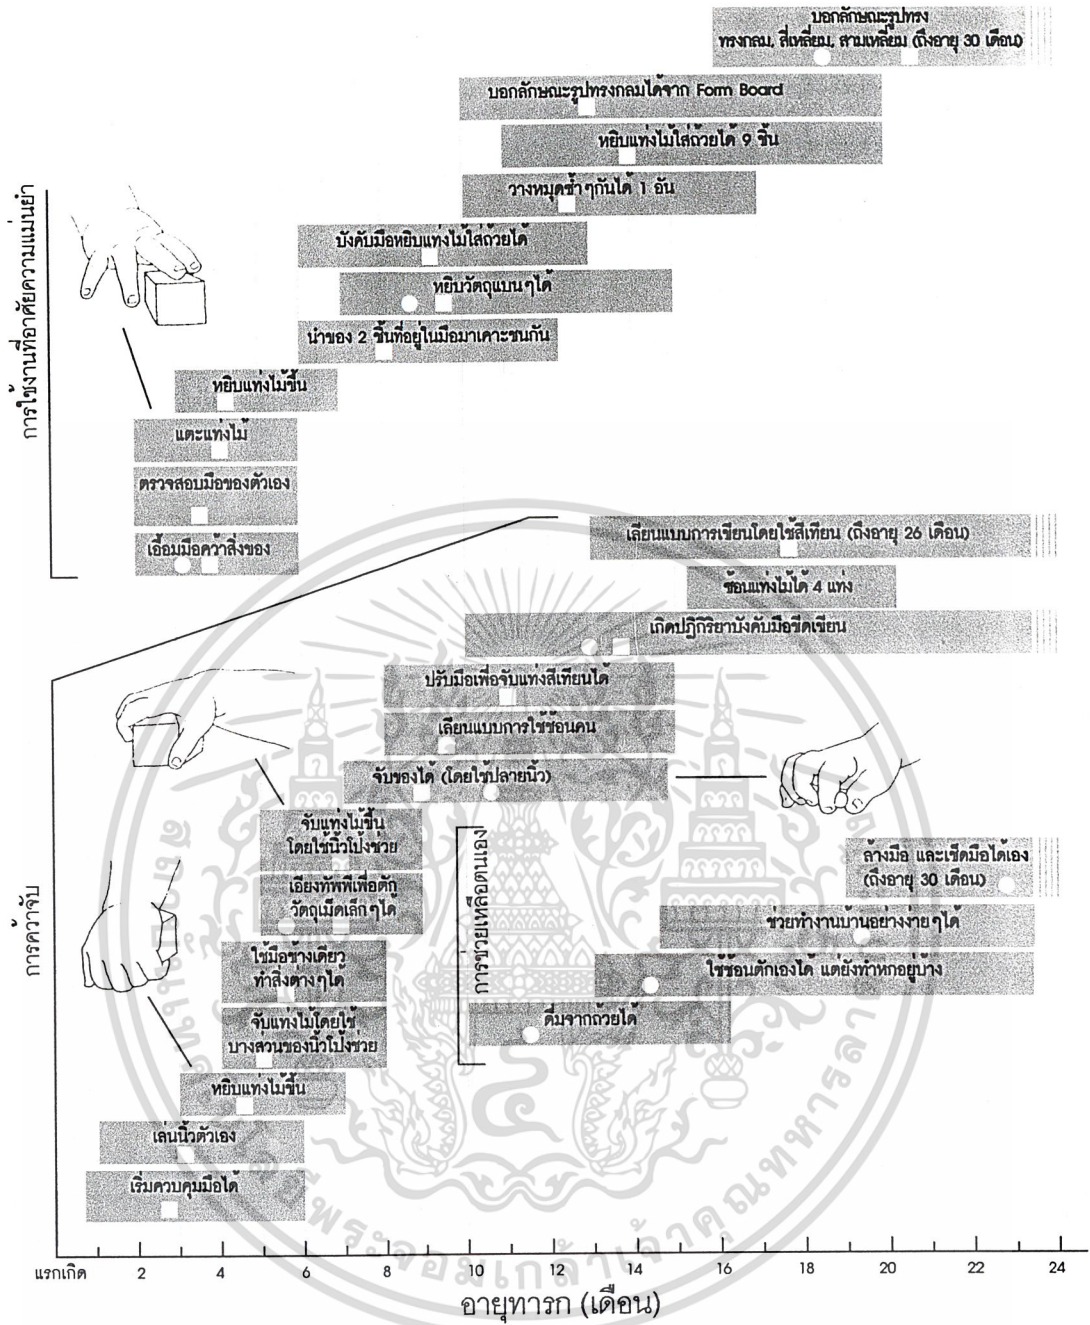 บอกลักษณะรูปทรง
ทรงกลม, สี่เหลี่ยม, สามเหลี่ยม (ถึงอายุ 30 เดือน)
บอกลักษณะรูปทรงกลมได้จาก Form Board
หยิบแท่งไม้ใส่ถ้วยได้ 9 ชิ้น
วางหมุดซ้ำๆกันได้ 1 อัน
บังคับมือหยิบแท่งไม้ใส่ถ้วยได้
หยิบวัตถุแบนๆได้
นำของ 2 ชิ้นที่อยู่ในมือมาเคาะชนกัน
หยิบแท่งไม้ขึ้น
แตะแท่งไม้
ตรวจสอบมือของตัวเอง
เอื้อมมือคว้าสิ่งของ
การใช้งานที่อาศัยความแม่นยำ
เลียนแบบการเขียนโดยใช้สีเทียน (ถึงอายุ 26 เดือน)
ซ้อนแท่งไม้ได้ 4 แท่ง
เกิดปฏิกิริยาบังคับมือขีดเขียน
ปรับมือเพื่อจับแท่งสีเทียนได้
เลียนแบบการใช้ช้อนคน
จับของได้ (โดยใช้ปลายนิ้ว)
จับแท่งไม้ขึ้น
โดยใช้นิ้วโป้งช่วย
เอียงทัพพีเพื่อตัก
วัตถุเม็ดเล็กๆได้
ใช้มือข้างเดียว
ทำสิ่งต่างๆได้
จับแท่งไม้โดยใช้
บางส่วนของนิ้วโป้งช่วย
หยิบแท่งไม้ขึ้น
เล่นนิ้วตัวเอง
เริ่มควบคุมมือได้
การคว้าจับ
การช่วยเหลือตนเอง
ล้างมือ และเช็ดมือได้เอง
(ถึงอายุ 30 เดือน)
ช่วยทำงานบ้านอย่างง่ายๆได้
ใช้ช้อนตักเองได้ แต่ยังทำหกอยู่บ้าง
ดื่มจากถ้วยได้
แรกเกิด 2 4 6 8 10 12 14 16 18 20 22 24
อายุทารก (เดือน)